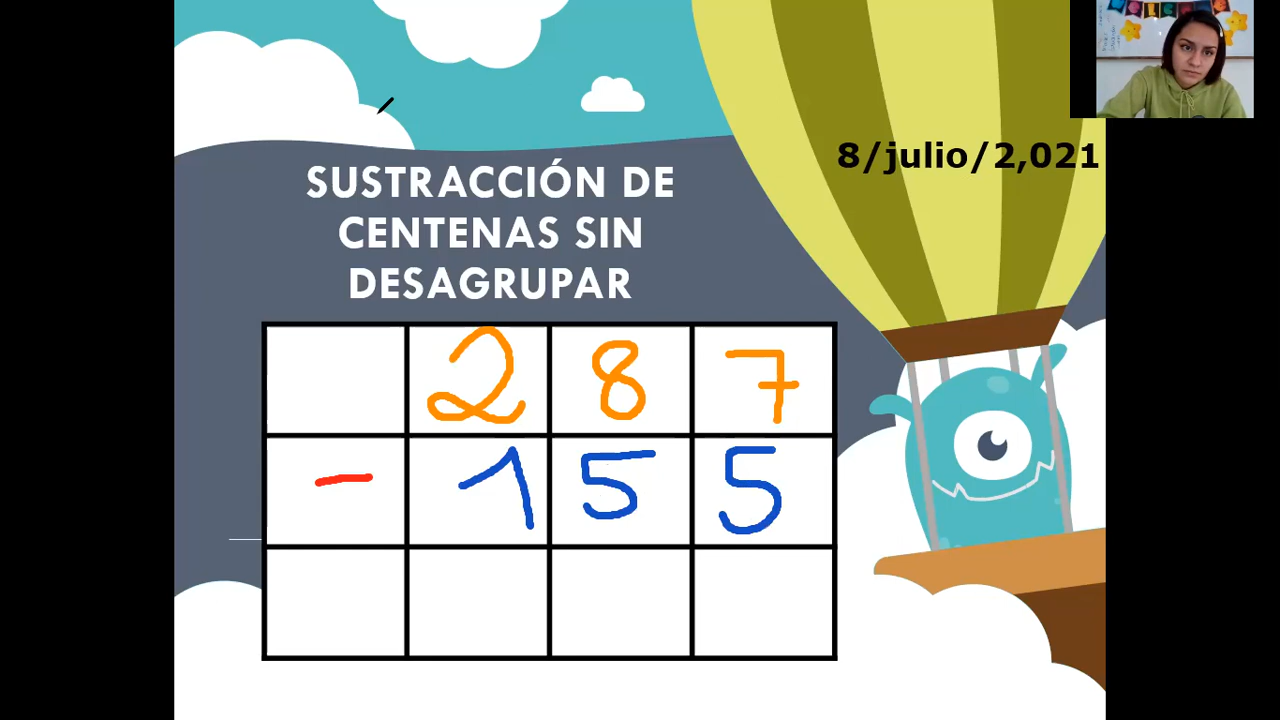 8/julio/2,021
SUSTRACCIÓN DE
CENTENAS SIN
DESAGRUPAR
2 8 7
- 1 5 5